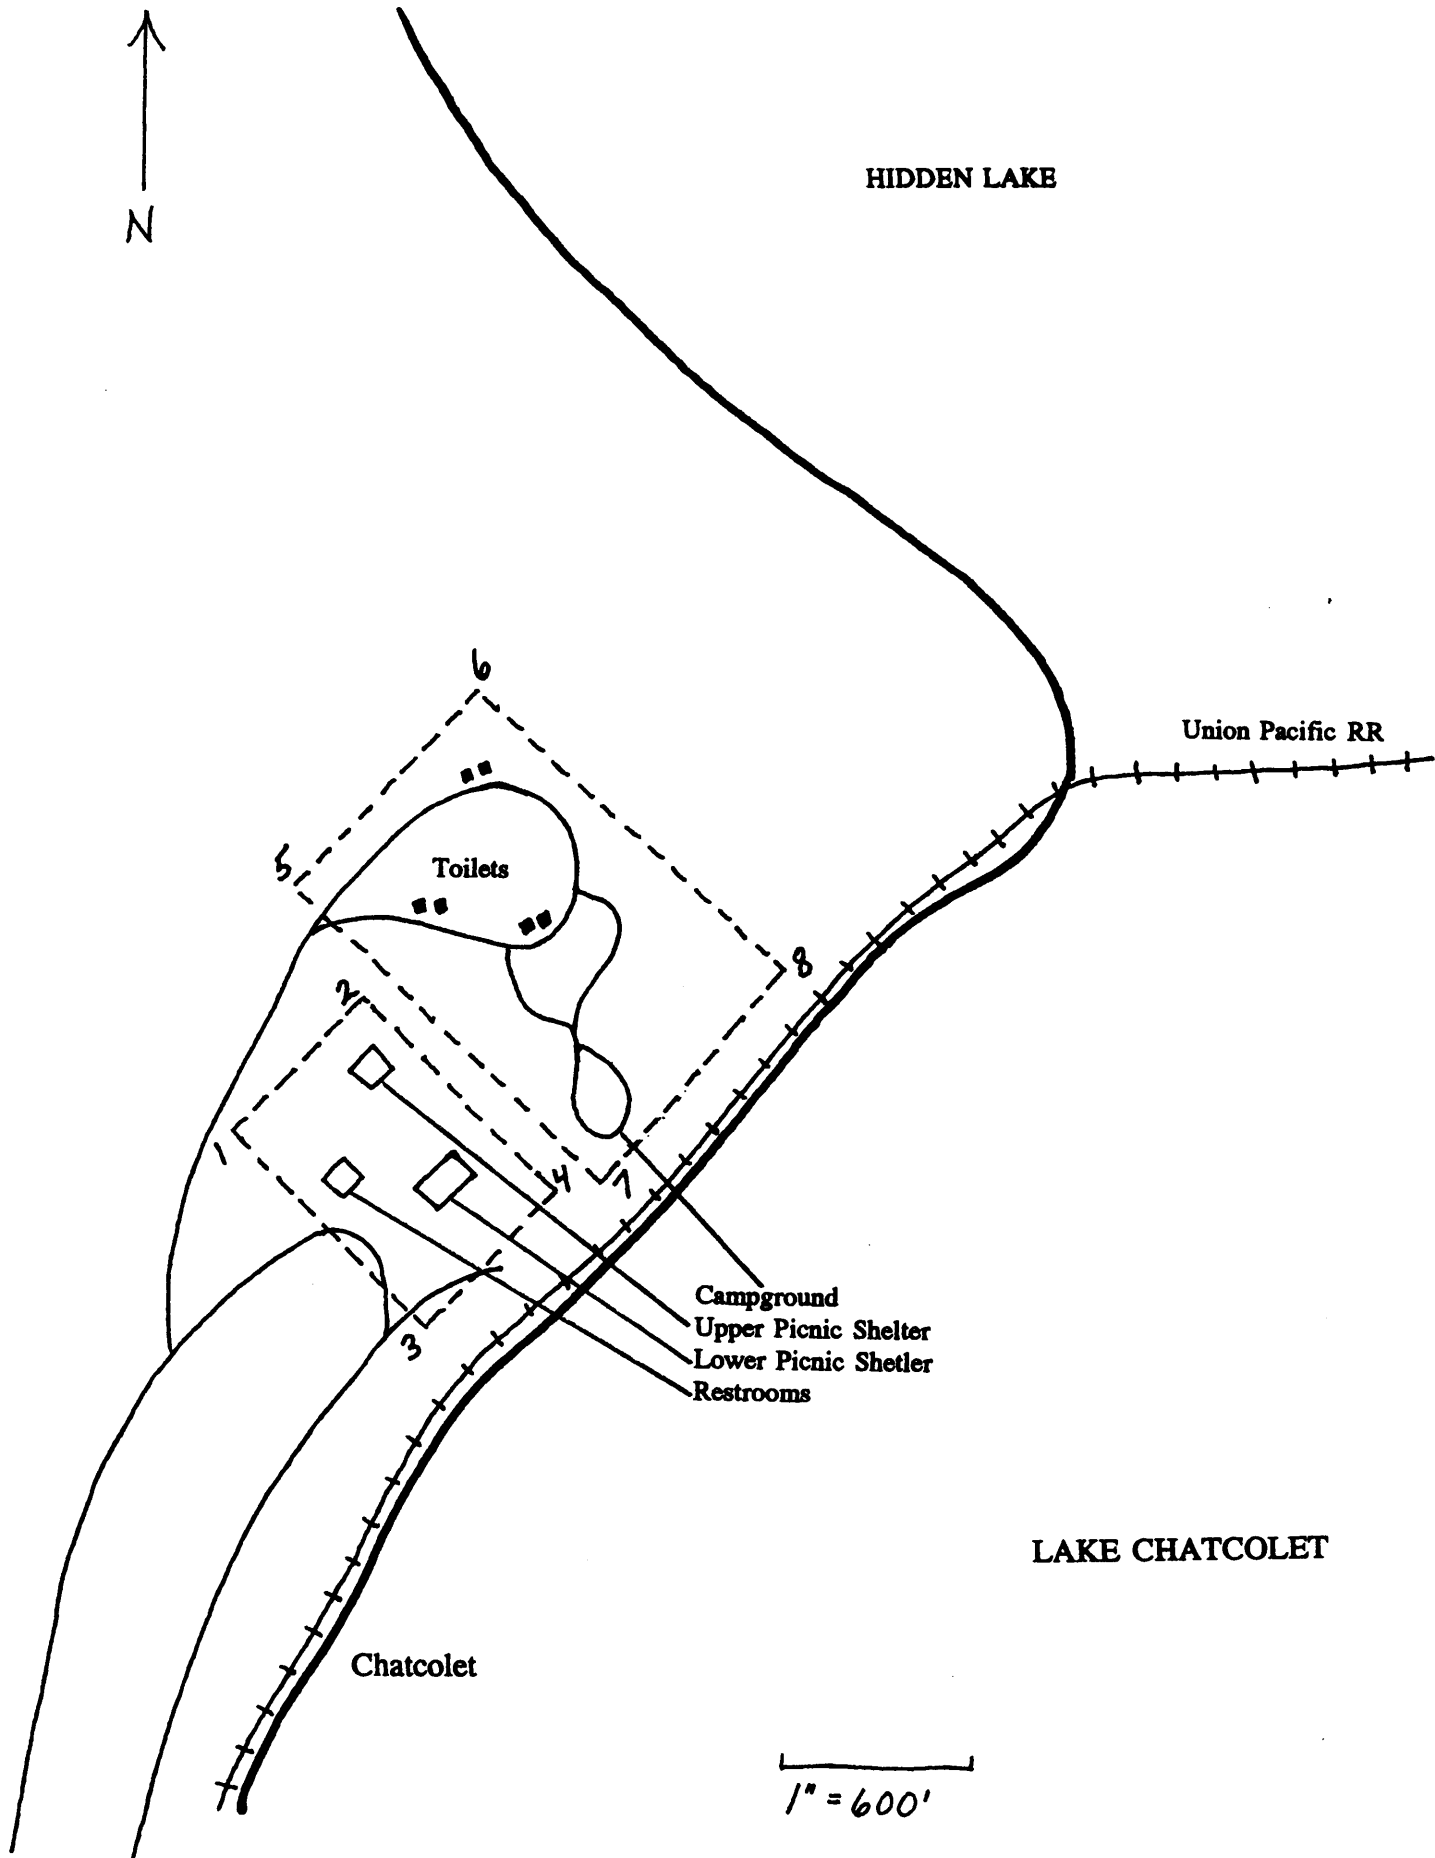 N
HIDDEN LAKE
6
Union Pacific RR
5
Toilets
8
2
1
4
7
3
Campground
Upper Picnic Shelter
Lower Picnic Shetler
Restrooms
LAKE CHATCOLET
Chatcolet
1" = 600'